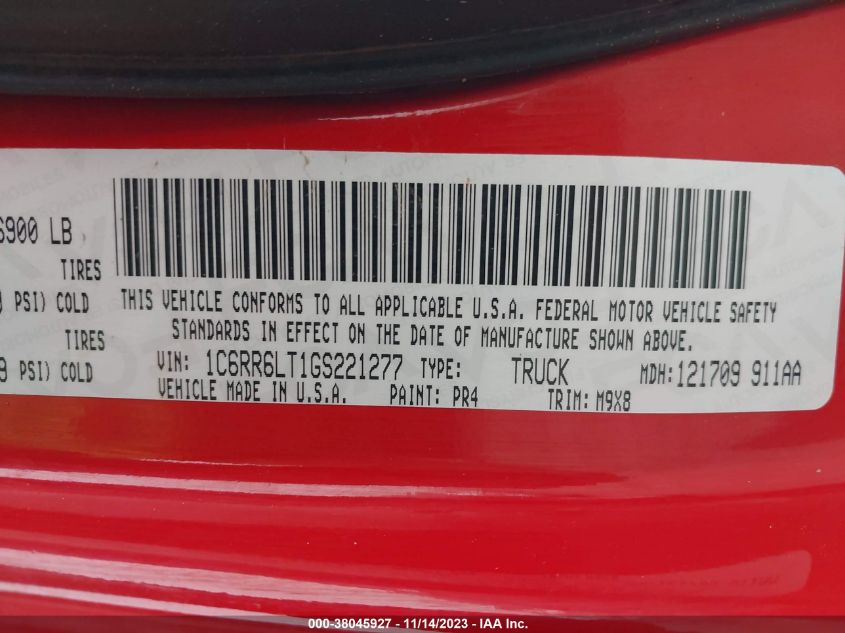 6900 LB
TIRES
PSI) COLD
TIRES
PSI) COLD
THIS VEHICLE CONFORMS TO ALL APPLICABLE U.S.A. FEDERAL MOTOR VEHICLE SAFETY
STANDARDS IN EFFECT ON THE DATE OF MANUFACTURE SHOWN ABOVE.
VIN: 1C6RR6LT1GS221277 TYPE: TRUCK MDH:121709 911AA
VEHICLE MADE IN U.S.A. PAINT: PR4 TRIM: M9X8
000-38045927 - 11/14/2023 - IAA Inc.